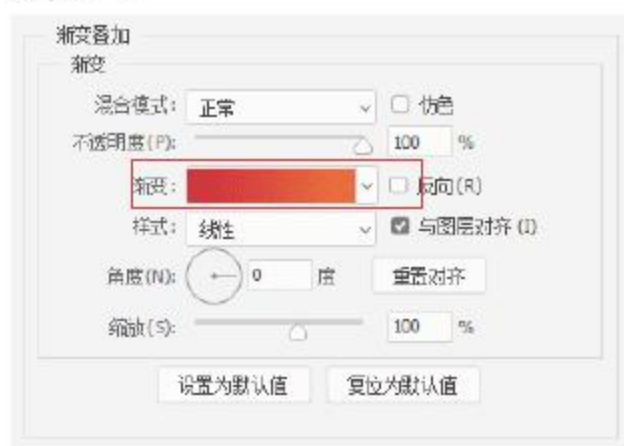 渐变叠加
渐变
混合模式: 正常 仿色
不透明度(P): 100 %
渐变: 反向(R)
样式: 线性 与图层对齐 (I)
角度(N): 0 度 重置对齐
缩放(S): 100 %
设置为默认值 复位为默认值